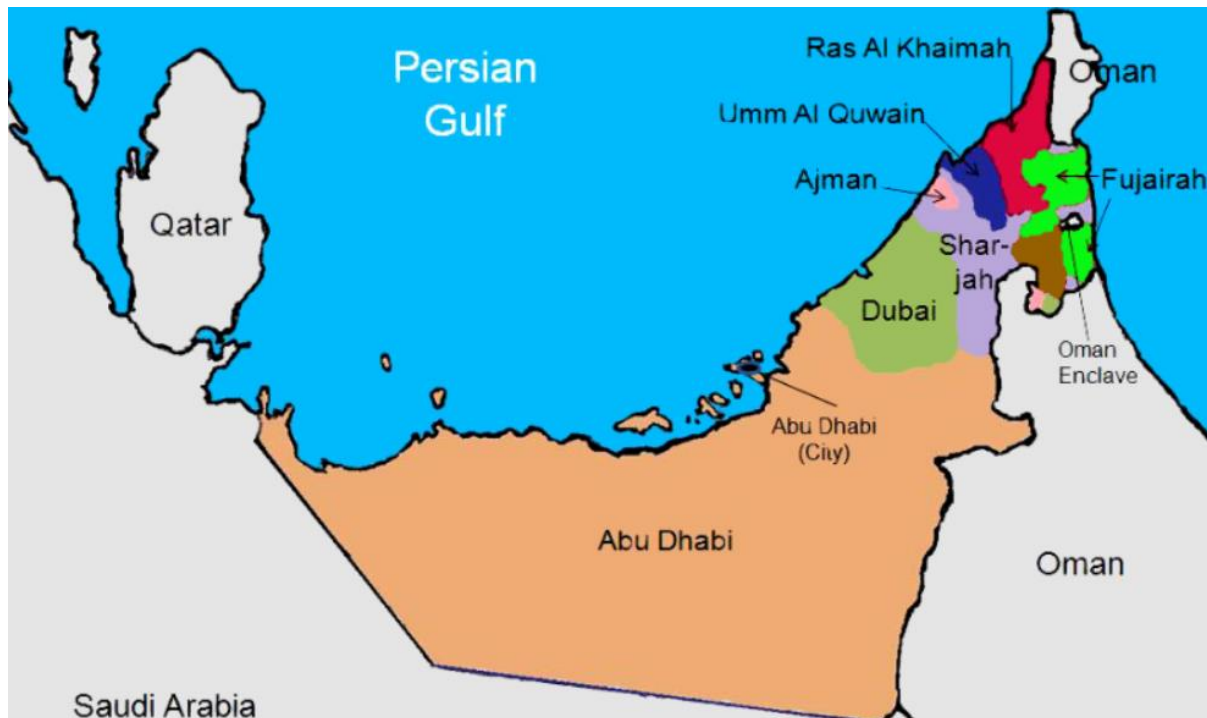 Persian
Gulf
Ras Al Khaimah
Oman
Umm Al Quwain
Ajman
Fujairah
Qatar
Shar-
jah
Dubai
Oman
Enclave
Abu Dhabi
(City)
Abu Dhabi
Oman
Saudi Arabia